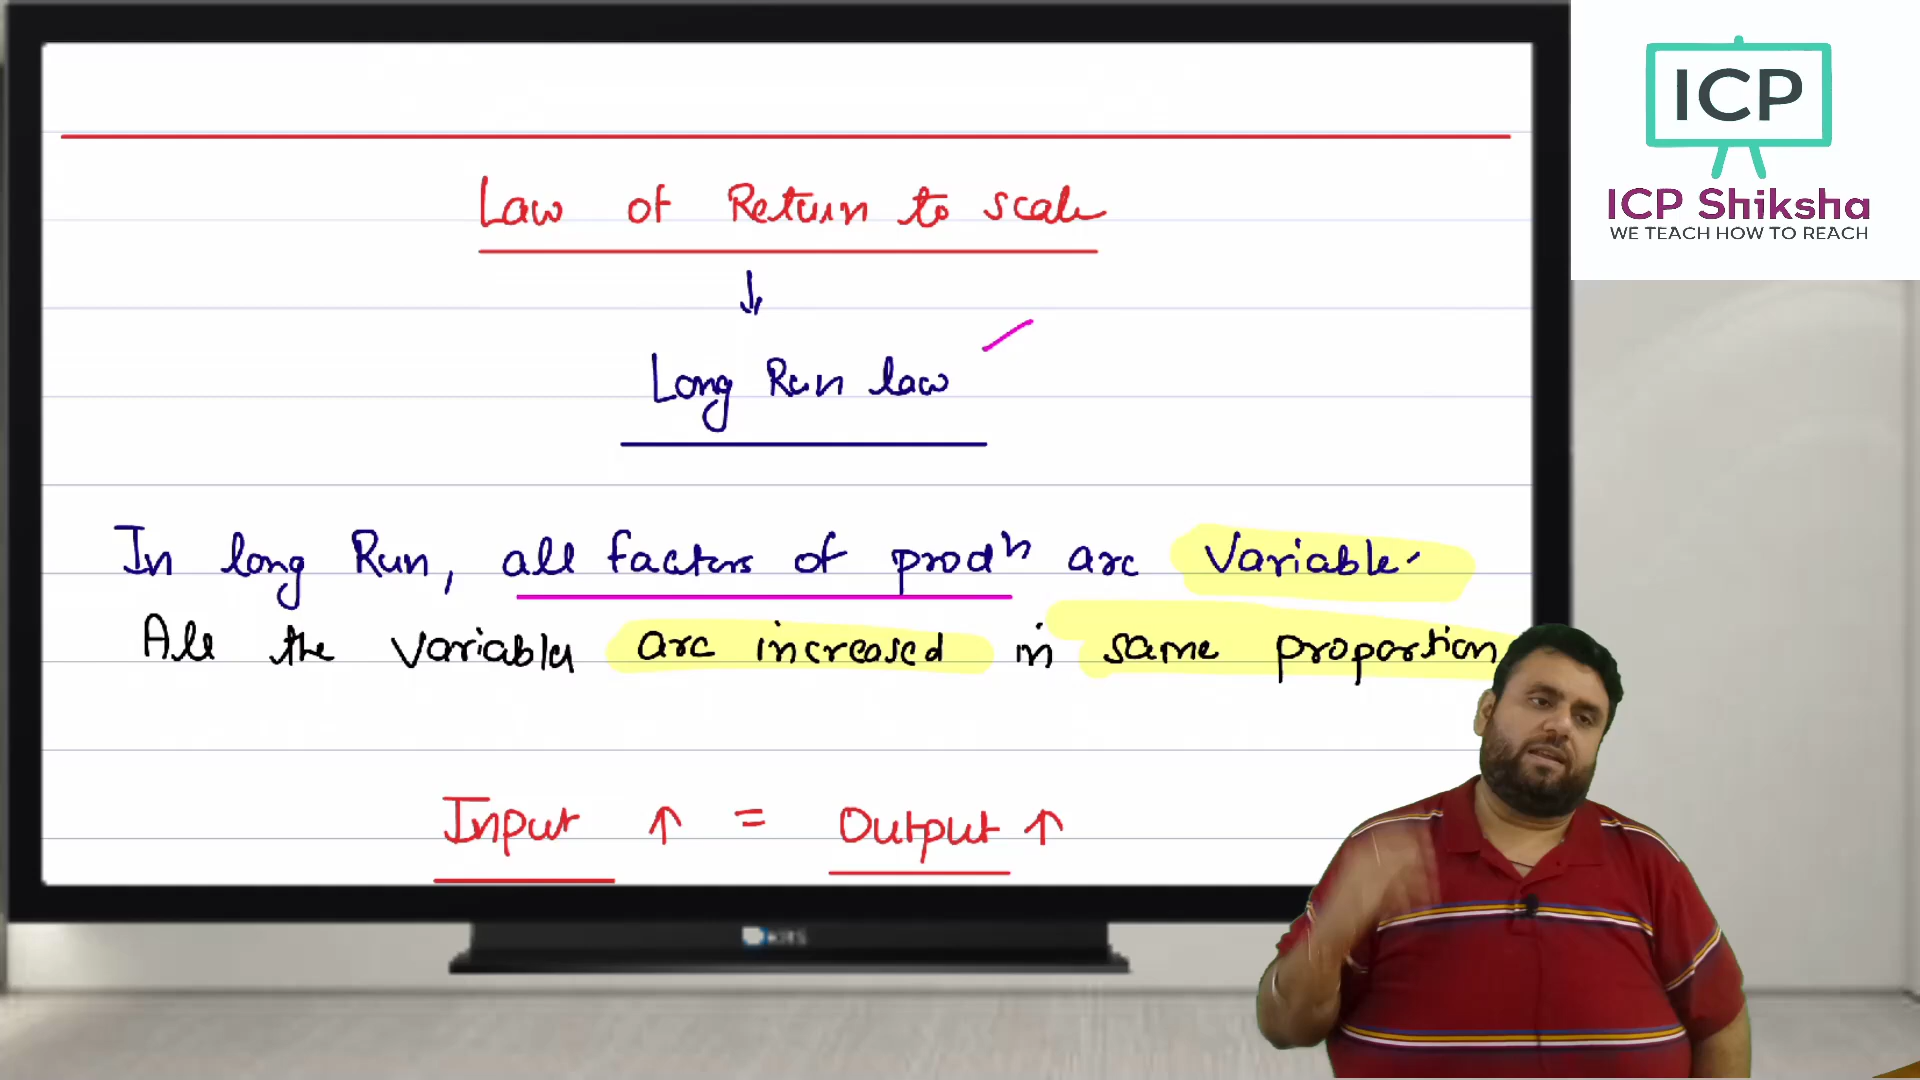 Law of Return to scale
↓
Long Run law
In long Run, all factors of prodⁿ are Variable.
All the variables are increased in same proportion
Input ↑ = Output ↑
ICP
ICP Shiksha
WE TEACH HOW TO REACH